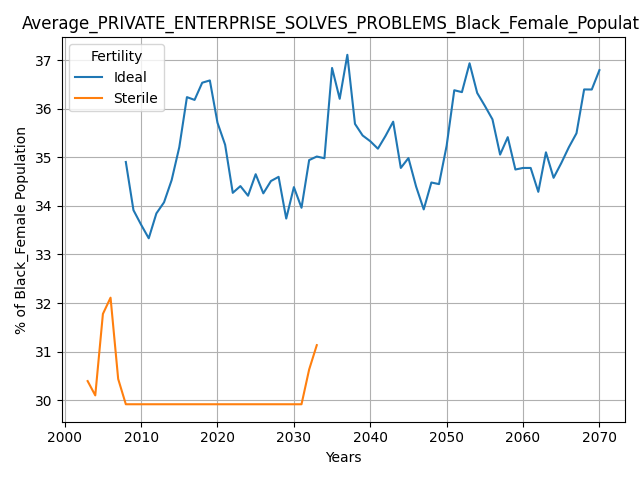 Average_PRIVATE_ENTERPRISE_SOLVES_PROBLEMS_Black_Female_Populat
Fertility
Ideal
Sterile
% of Black_Female Population
37
36
35
34
33
32
31
30
2000
2010
2020
2030
2040
2050
2060
2070
Years